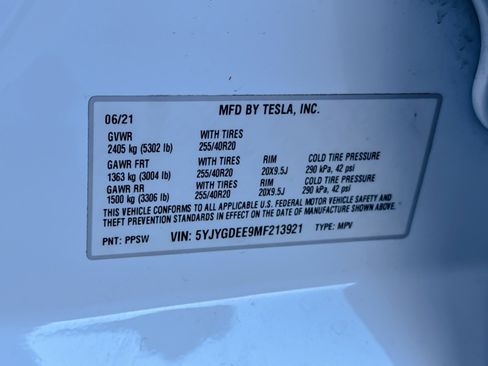 06/21 MFD BY TESLA, INC.
GVWR WITH TIRES
2405 kg (5302 lb) 255/40R20
GAWR FRT WITH TIRES RIM COLD TIRE PRESSURE
1363 kg (3004 lb) 255/40R20 20X9.5J 290 kPa, 42 psi
GAWR RR WITH TIRES RIM COLD TIRE PRESSURE
1500 kg (3306 lb) 255/40R20 20X9.5J 290 kPa, 42 psi
THIS VEHICLE CONFORMS TO ALL APPLICABLE U.S. FEDERAL MOTOR VEHICLE SAFETY AND
THEFT PREVENTION STANDARDS IN EFFECT ON THE DATE OF MANUFACTURE SHOWN ABOVE.
PNT: PPSW VIN: 5YJYGDEE9MF213921 TYPE: MPV